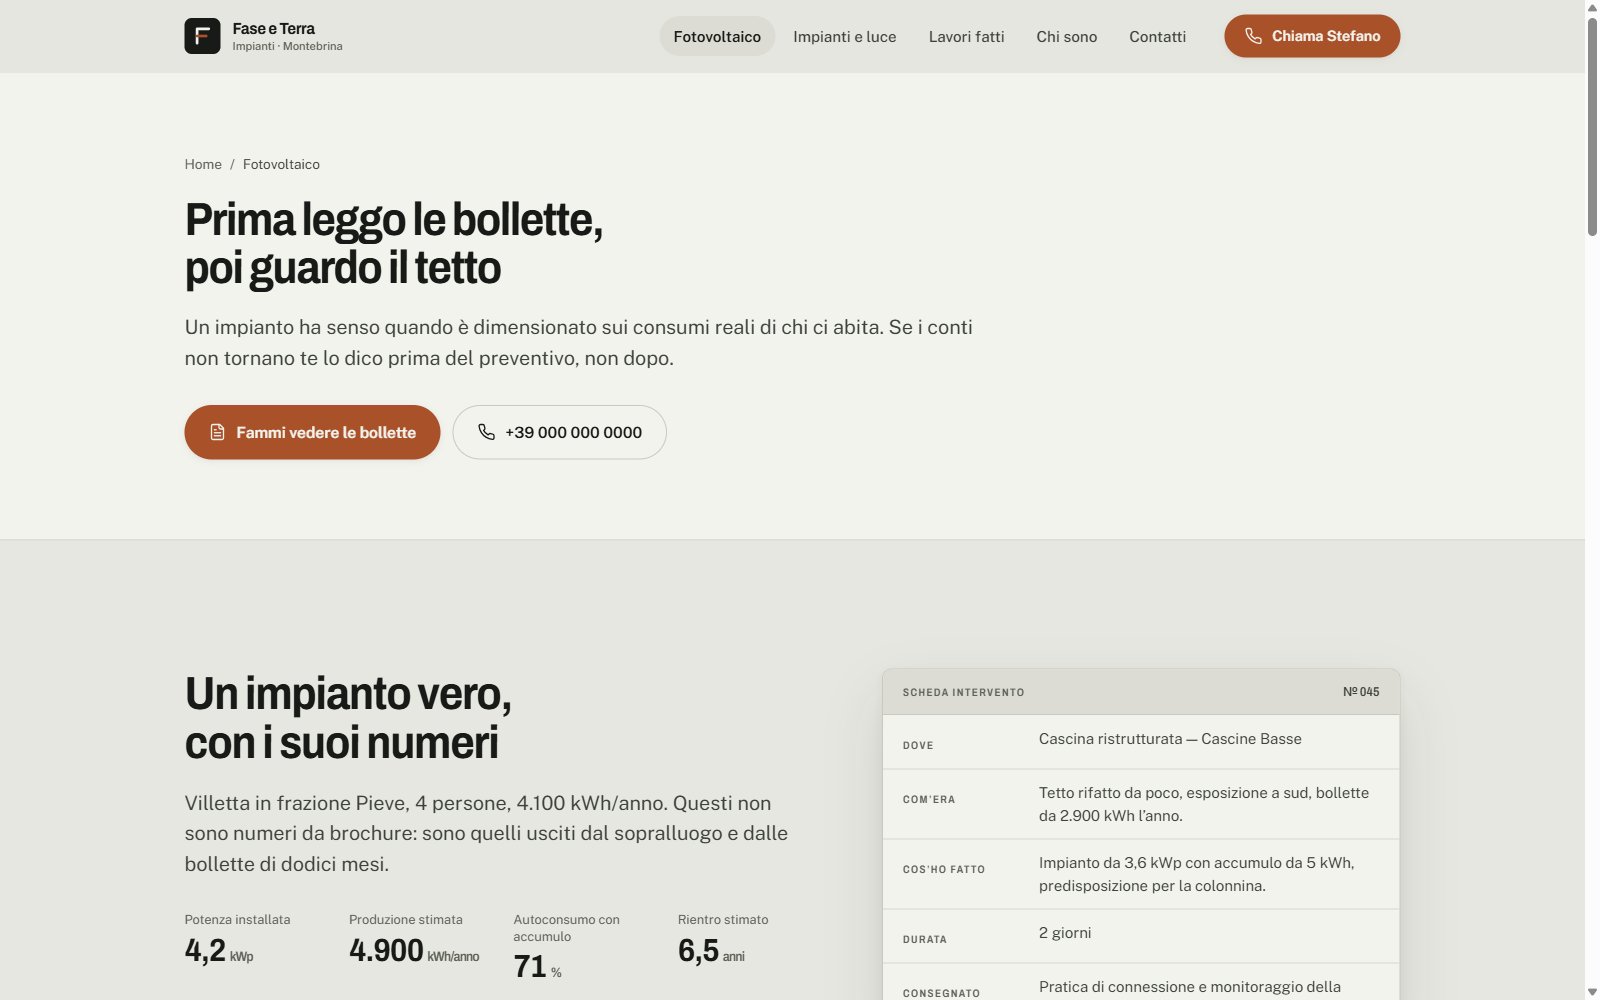 Fase e Terra
Impianti · Montebrina
Fotovoltaico
Impianti e luce
Lavori fatti
Chi sono
Contatti
Chiama Stefano
Home / Fotovoltaico
Prima leggo le bollette,
poi guardo il tetto
Un impianto ha senso quando è dimensionato sui consumi reali di chi ci abita. Se i conti
non tornano te lo dico prima del preventivo, non dopo.
Fammi vedere le bollette
+39 000 000 0000
Un impianto vero,
con i suoi numeri
Villetta in frazione Pieve, 4 persone, 4.100 kWh/anno. Questi non
sono numeri da brochure: sono quelli usciti dal sopralluogo e dalle
bollette di dodici mesi.
Potenza installata
4,2 kWp
Produzione stimata
4.900 kWh/anno
Autoconsumo con
accumulo
71 %
Rientro stimato
6,5 anni
SCHEDA INTERVENTO
Nº 045
DOVE
Cascina ristrutturata — Cascine Basse
COM'ERA
Tetto rifatto da poco, esposizione a sud, bollette
da 2.900 kWh l'anno.
COS'HO FATTO
Impianto da 3,6 kWp con accumulo da 5 kWh,
predisposizione per la colonnina.
DURATA
2 giorni
CONSEGNATO
Pratica di connessione e monitoraggio della